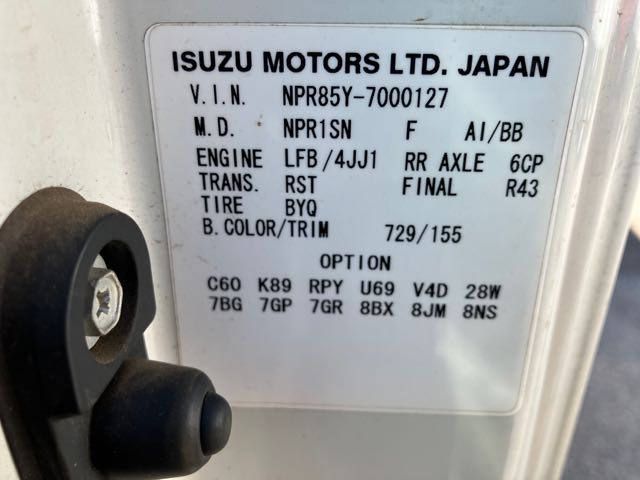 ISUZU MOTORS LTD. JAPAN
V.I.N. NPR85Y-7000127
M.D. NPR1SN F AI/BB
ENGINE LFB/4JJ1 RR AXLE 6CP
TRANS. RST FINAL R43
TIRE BYQ
B.COLOR/TRIM 729/155
OPTION
C60 K89 RPY U69 V4D 28W
7BG 7GP 7GR 8BX 8JM 8NS